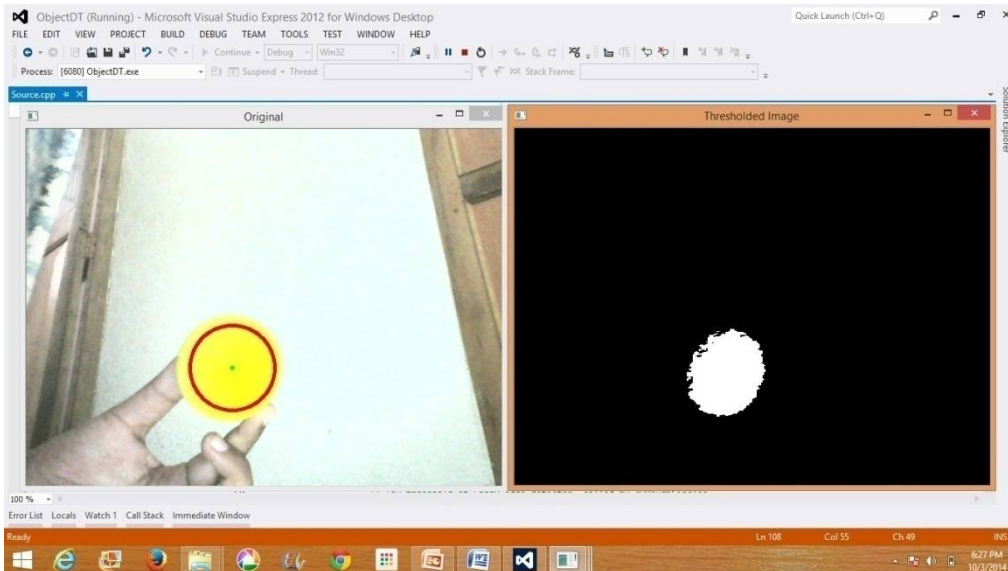 ObjectDT (Running) - Microsoft Visual Studio Express 2012 for Windows Desktop
Quick Launch (Ctrl+Q)
FILE EDIT VIEW PROJECT BUILD DEBUG TEAM TOOLS TEST WINDOW HELP
Continue Debug Win32
Process: [6080] ObjectDT.exe Suspend Thread: Stack Frame:
Source.cpp
Solution Explorer
Original
Thresholded Image
100 %
Error List Locals Watch 1 Call Stack Immediate Window
Ready Ln 108 Col 55 Ch 49 INS
6:27 PM
10/3/2014